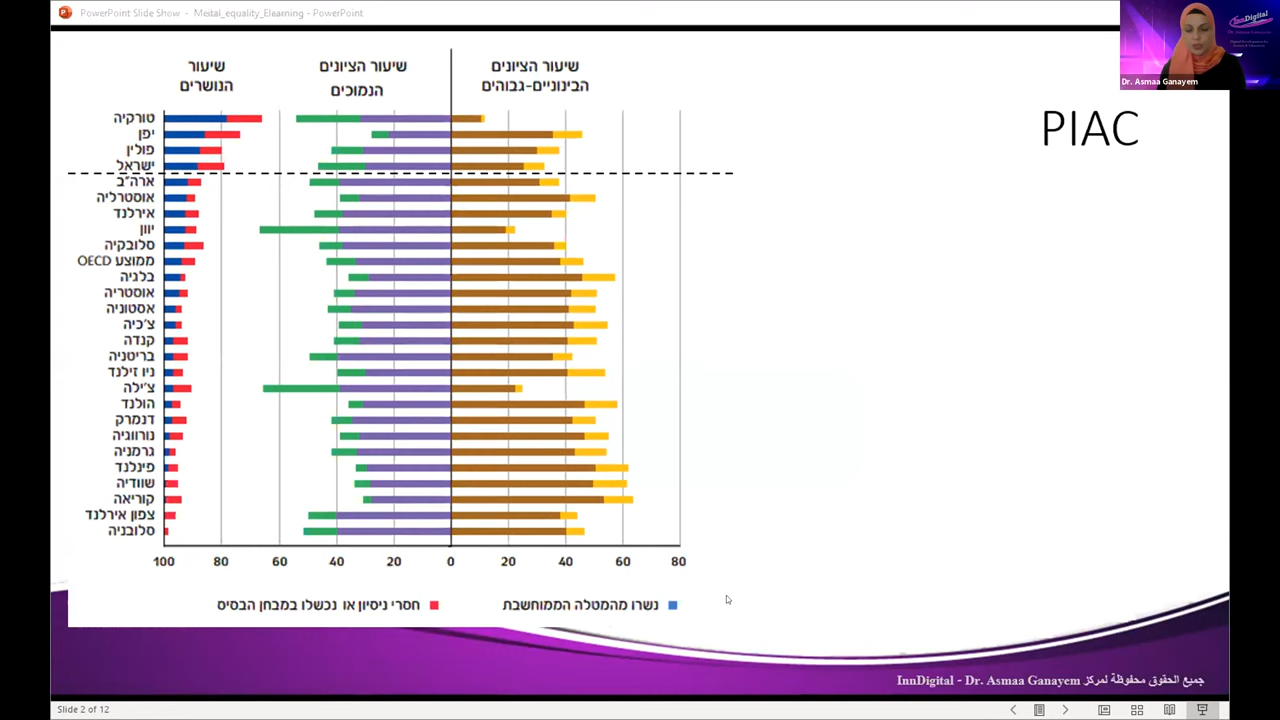 PowerPoint Slide Show - Meital_equality_Elearning - PowerPoint
InnDigital
Dr. Asmaa Ganayem
Dr. Asmaa Ganayem
PIAC
שיעור הציונים
הבינוניים-גבוהים
שיעור הציונים
הנמוכים
שיעור
הנושרים
טורקיה
יפן
פולין
ישראל
ארה"ב
אוסטרליה
אירלנד
יוון
סלובקיה
ממוצע OECD
בלגיה
אוסטריה
אסטוניה
צ'כיה
קנדה
בריטניה
ניו זילנד
צ'ילה
הולנד
דנמרק
נורווגיה
גרמניה
פינלנד
שוודיה
קוריאה
צפון אירלנד
סלובניה
100 80 60 40 20 0 20 40 60 80
נשרו מהמטלה הממוחשבת
חסרי ניסיון או נכשלו במבחן הבסיס
جميع الحقوق محفوظة لمركز InnDigital - Dr. Asmaa Ganayem
Slide 2 of 12